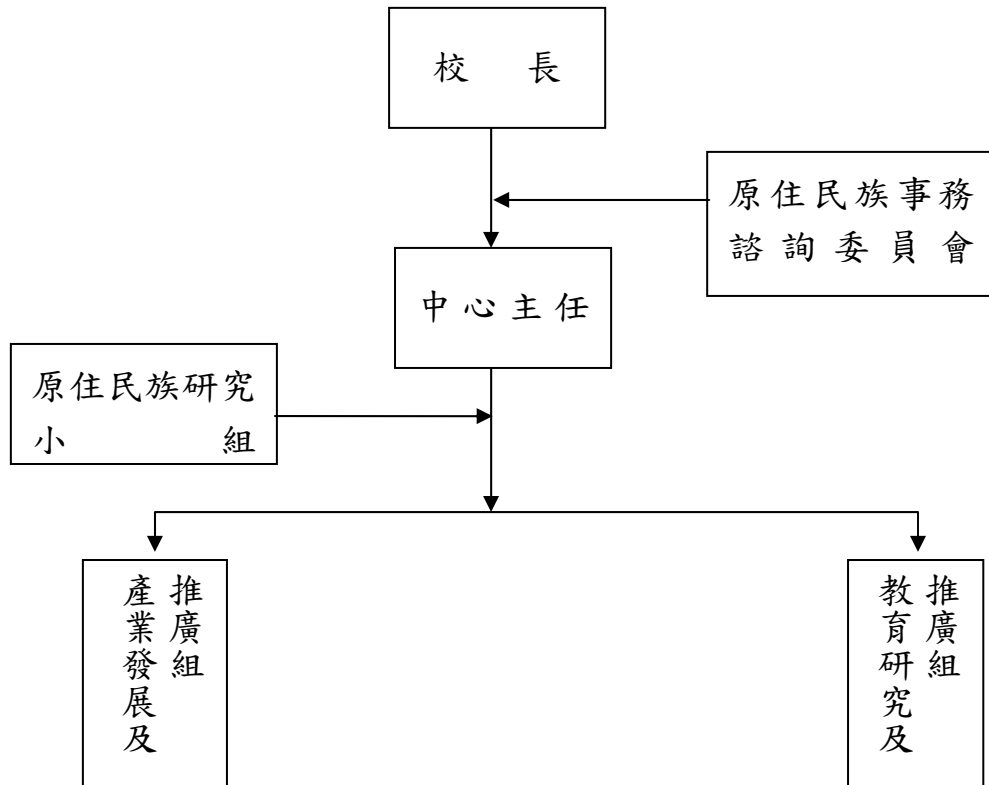 校 長
原住民族事務
諮詢委員會
中心主任
原住民族研究
小 組
產業發展及
推廣組
教育研究及
推廣組